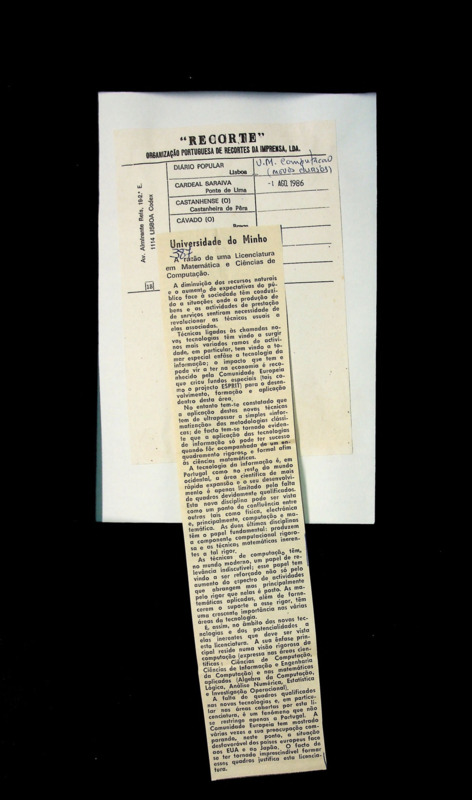 "RECORTE"
ORGANIZAÇÃO PORTUGUESA DE RECORTES DA IMPRENSA, LDA.
Av. Almirante Reis, 19-2.º E.
1114 LISBOA Codex
DIÁRIO POPULAR
Lisboa
U.M. Computação
(novos cursos)
CARDEAL SARAIVA
Ponte de Lima
-1 AGO. 1986
CASTANHEIRENSE (O)
Castanheira de Pêra
CÁVADO (O)
18
Universidade do Minho
387
A razão de uma Licenciatura
em Matemática e Ciências de
Computação.
A diminuição dos recursos naturais
e o aumento de expectativas do pú-
blico face à sociedade têm conduzi-
do a situações onde a produção de
bens e as actividades de prestação
de serviços sentiram necessidade de
revolucionar as técnicas usuais a
elas associadas.
Técnicas ligadas às chamadas no-
vas tecnologias têm vindo a surgir
nos mais variados ramos de activi-
dade, em particular, tem vindo a to-
mar especial enfâse a tecnologia da
informação; o impacto que tem e
pode vir a ter na economia é reco-
nhecido pela Comunidade Europeia
que criou fundos especiais (tais co-
mo o projecto ESPRIT) para o desen-
volvimento, formação e aplicação
dentro desta área.
No entanto tem-se constatado que
a aplicação destas novas técnicas
tem de ultrapassar a simples «infor-
matização» das metodologias clássi-
cas; de facto tem-se tornado eviden-
te que a aplicação das tecnologias
de informação só pode ter sucesso
quando fôr acompanhada de um en-
quadramento rigoroso e formal afim
às ciências matemáticas.
A tecnologia da informação é, em
Portugal como no resto do mundo
ocidental, a área científica de mais
rápida expansão e o seu desenvolvi-
mento é apenas limitado pela falta
de quadros devidamente qualificados.
Esta nova disciplina pode ser vista
como um ponto de confluência entre
outras tais como física, electrónica
e, principalmente, computação e ma-
temática. As duas últimas disciplinas
têm o papel fundamental: produzem
a componente computacional rigoro-
sa e as técnicas matemáticas ineren-
tes a tal rigor.
As técnicas de computação têm,
no mundo moderno, um papel de re-
levância indiscutível; esse papel tem
vindo a ser reforçado não só pelo
aumento do espectro de actividades
que abrangem mas principalmente
pelo rigor que nelas é posto. As ma-
temáticas aplicadas, além de forne-
cerem o suporte a esse rigor, têm
uma crescente importância nas várias
áreas da tecnologia.
É, assim, no âmbito das novas tec-
nologias e das potencialidades a
elas inerentes que deve ser vista
esta licenciatura. A sua ênfase prin-
cipal reside numa visão rigorosa da
computação (expressa nas áreas cien-
tíficas: Ciências de Computação,
Ciências de Informação e Engenharia
da Computação) e nas matemáticas
aplicadas (Álgebra da Computação,
Lógica, Análise Numérica, Estatística
e Investigação Operacional).
A falta de quadros qualificados
nas novas tecnologias e, em particu-
lar nas áreas cobertas por esta li-
cenciatura, é um fenómeno que não
se restringe apenas a Portugal. A
Comunidade Europeia tem mostrado
várias vezes a sua preocupação com-
parando, neste ponto, a situação
desfavorável dos países europeus face
aos EUA e ao Japão. O facto de
se ter tornado imprescindível formar
esses quadros justifica esta licencia-
tura.